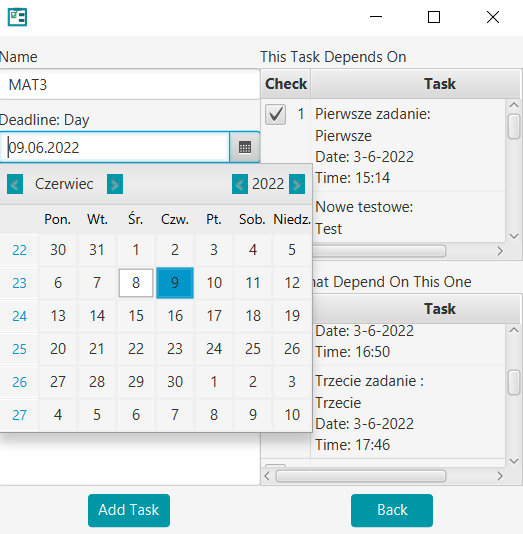 Name
MAT3
Deadline: Day
09.06.2022
Czerwiec 2022
Pon. Wt. Śr. Czw. Pt. Sob. Niedz.
22 30 31 1 2 3 4 5
23 6 7 8 9 10 11 12
24 13 14 15 16 17 18 19
25 20 21 22 23 24 25 26
26 27 28 29 30 1 2 3
27 4 5 6 7 8 9 10
Add Task
This Task Depends On
Check Task
1 Pierwsze zadanie:
Pierwsze
Date: 3-6-2022
Time: 15:14
Nowe testowe:
Test
Depend On This One
Task
Date: 3-6-2022
Time: 16:50
Trzecie zadanie :
Trzecie
Date: 3-6-2022
Time: 17:46
Back